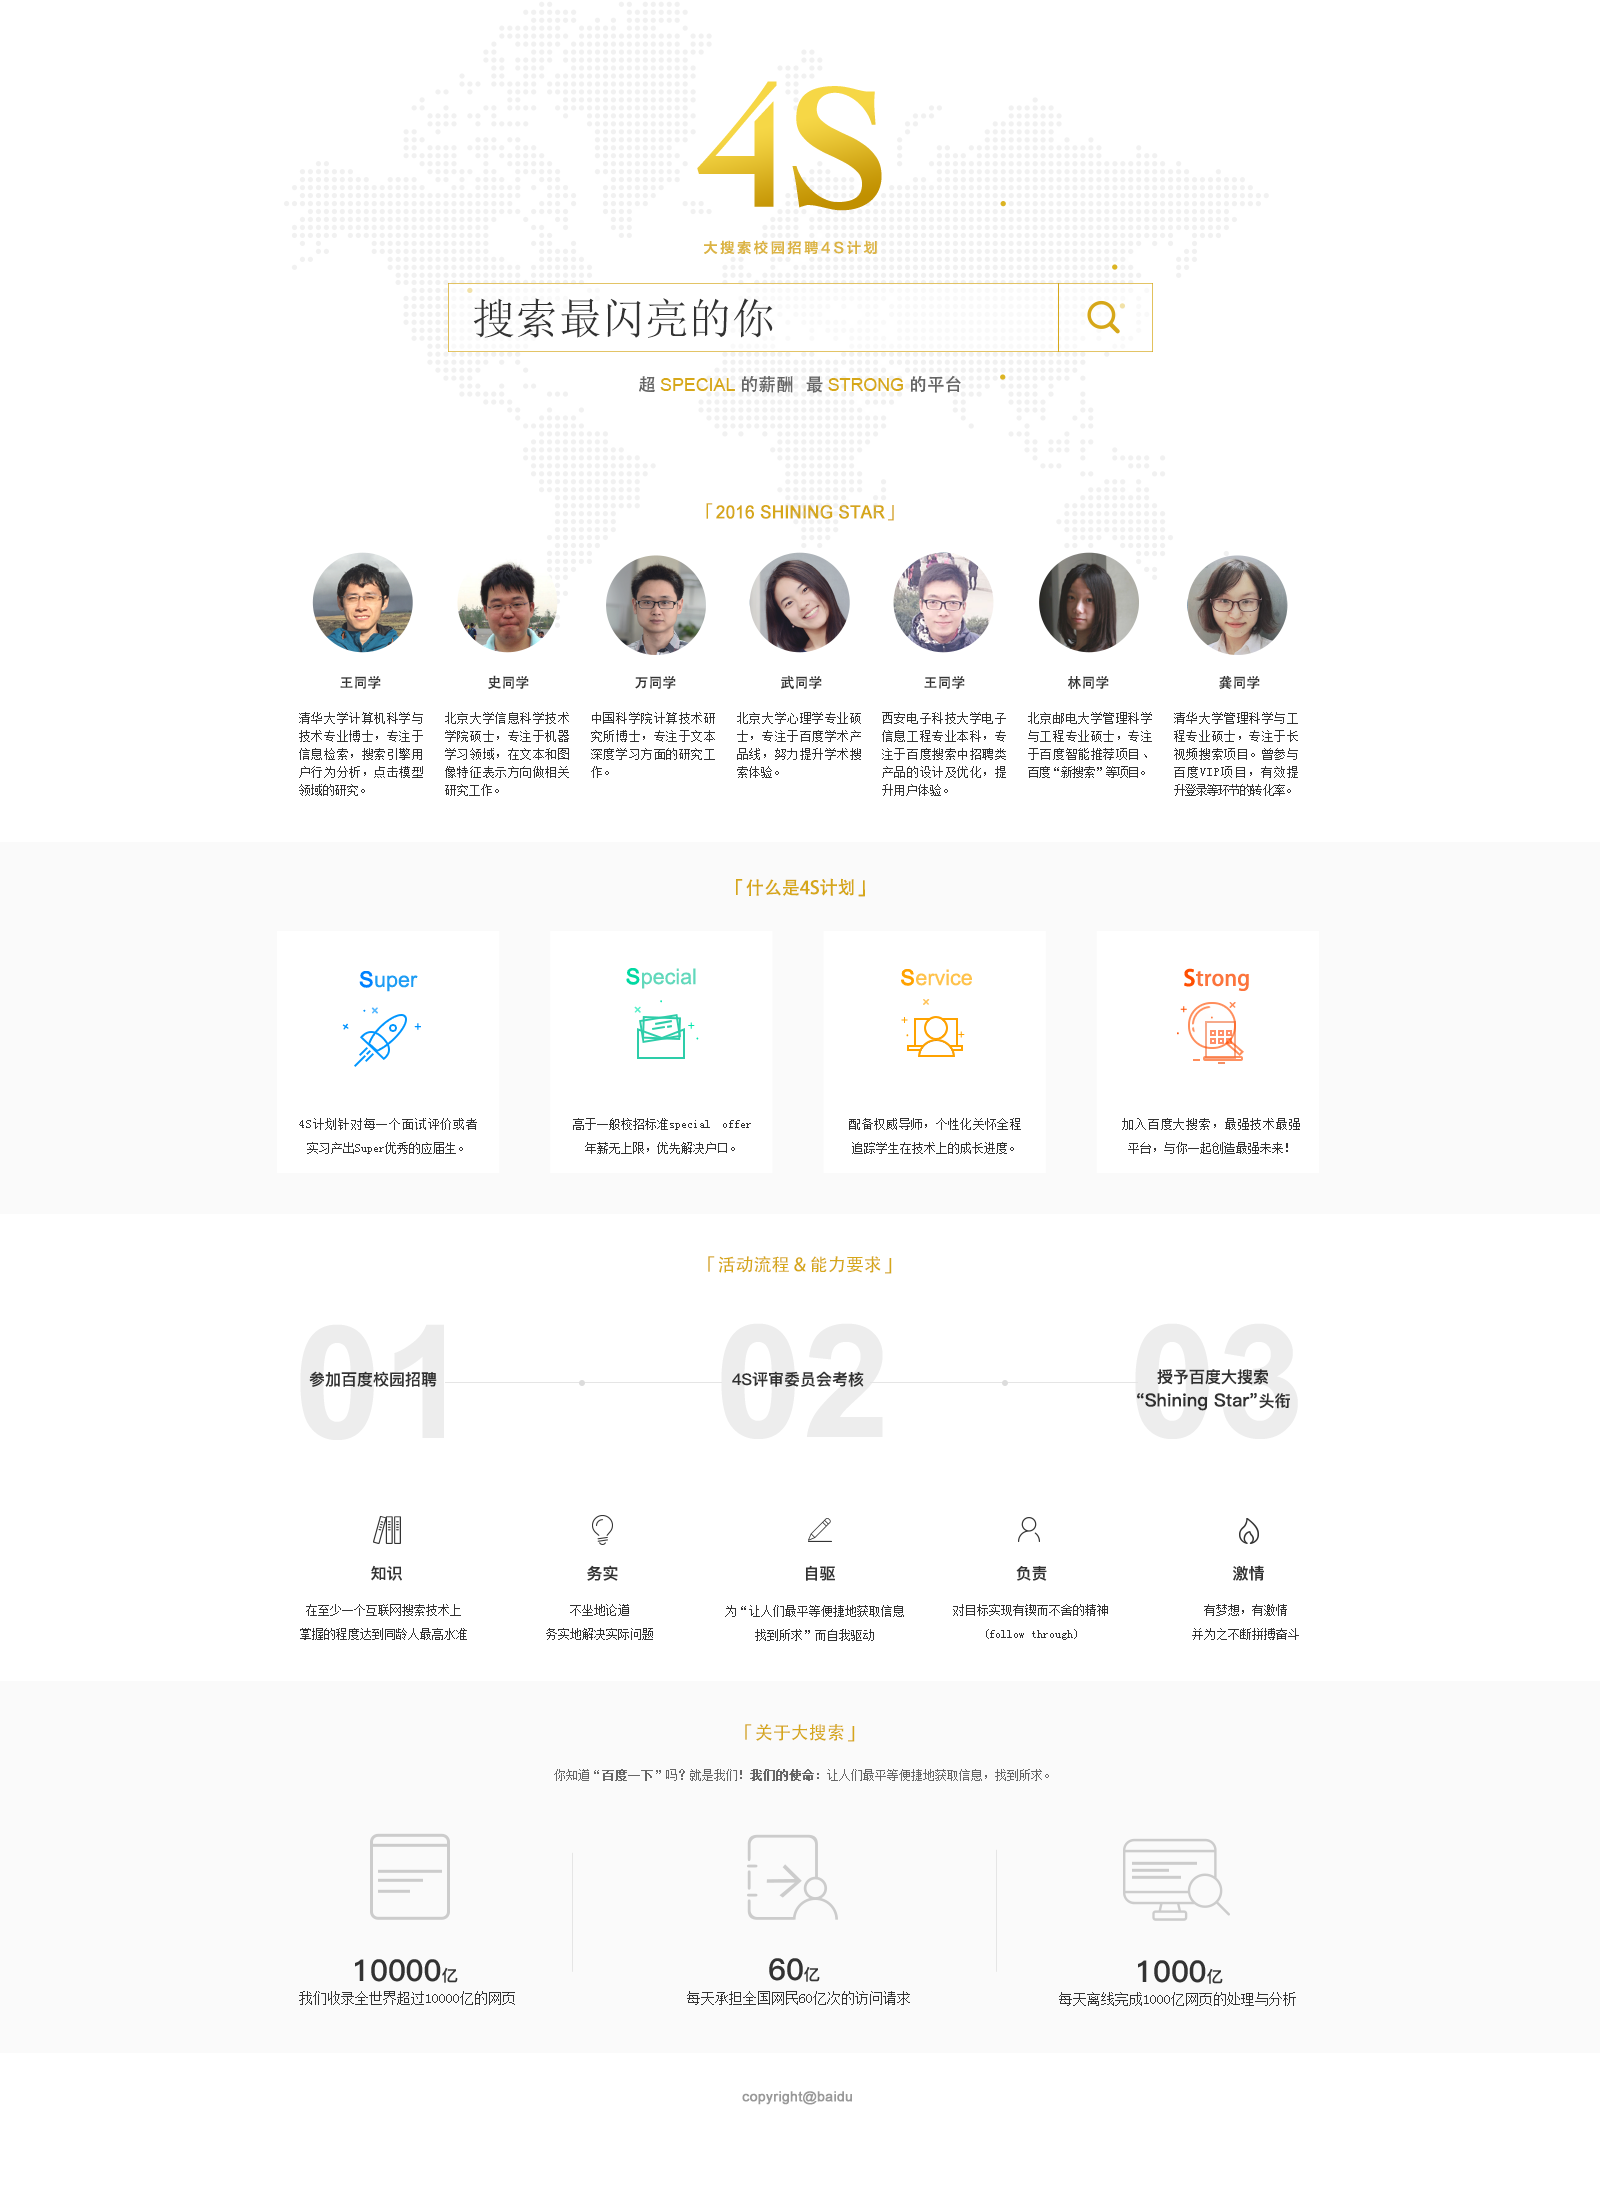 4S
大搜索校园招聘4S计划
搜索最闪亮的你
超 SPECIAL 的薪酬 最 STRONG 的平台
「2016 SHINING STAR」
王同学
清华大学计算机科学与
技术专业博士，专注于
信息检索，搜索引擎用
户行为分析，点击模型
领域的研究。
史同学
北京大学信息科学技术
学院硕士，专注于机器
学习领域，在文本和图
像特征表示方向做相关
研究工作。
万同学
中国科学院计算技术研
究所博士，专注于文本
深度学习方面的研究工
作。
武同学
北京大学心理学专业硕
士，专注于百度学术产
品线，努力提升学术搜
索体验。
王同学
西安电子科技大学电子
信息工程专业本科，专
注于百度搜索中招聘类
产品的设计及优化，提
升用户体验。
林同学
北京邮电大学管理科学
与工程专业硕士，专注
于百度智能推荐项目、
百度“新搜索”等项目。
龚同学
清华大学管理科学与工
程专业硕士，专注于长
视频搜索项目。曾参与
百度VIP项目，有效提
升登录等环节的转化率。
「什么是4S计划」
Super
4S计划针对每一个面试评价或者
实习产出Super优秀的应届生。
Special
高于一般校招标准special offer
年薪无上限，优先解决户口。
Service
配备权威导师，个性化关怀全程
追踪学生在技术上的成长进度。
Strong
加入百度大搜索，最强技术最强
平台，与你一起创造最强未来！
「活动流程＆能力要求」
01
参加百度校园招聘
02
4S评审委员会考核
03
授予百度大搜索
“Shining Star”头衔
知识
在至少一个互联网搜索技术上
掌握的程度达到同龄人最高水准
务实
不坐地论道
务实地解决实际问题
自驱
为“让人们最平等便捷地获取信息
找到所求”而自我驱动
负责
对目标实现有锲而不舍的精神
(follow through)
激情
有梦想，有激情
并为之不断拼搏奋斗
「关于大搜索」
你知道“百度一下”吗？就是我们！我们的使命：让人们最平等便捷地获取信息，找到所求。
10000亿
我们收录全世界超过10000亿的网页
60亿
每天承担全国网民60亿次的访问请求
1000亿
每天离线完成1000亿网页的处理与分析
copyright@baidu